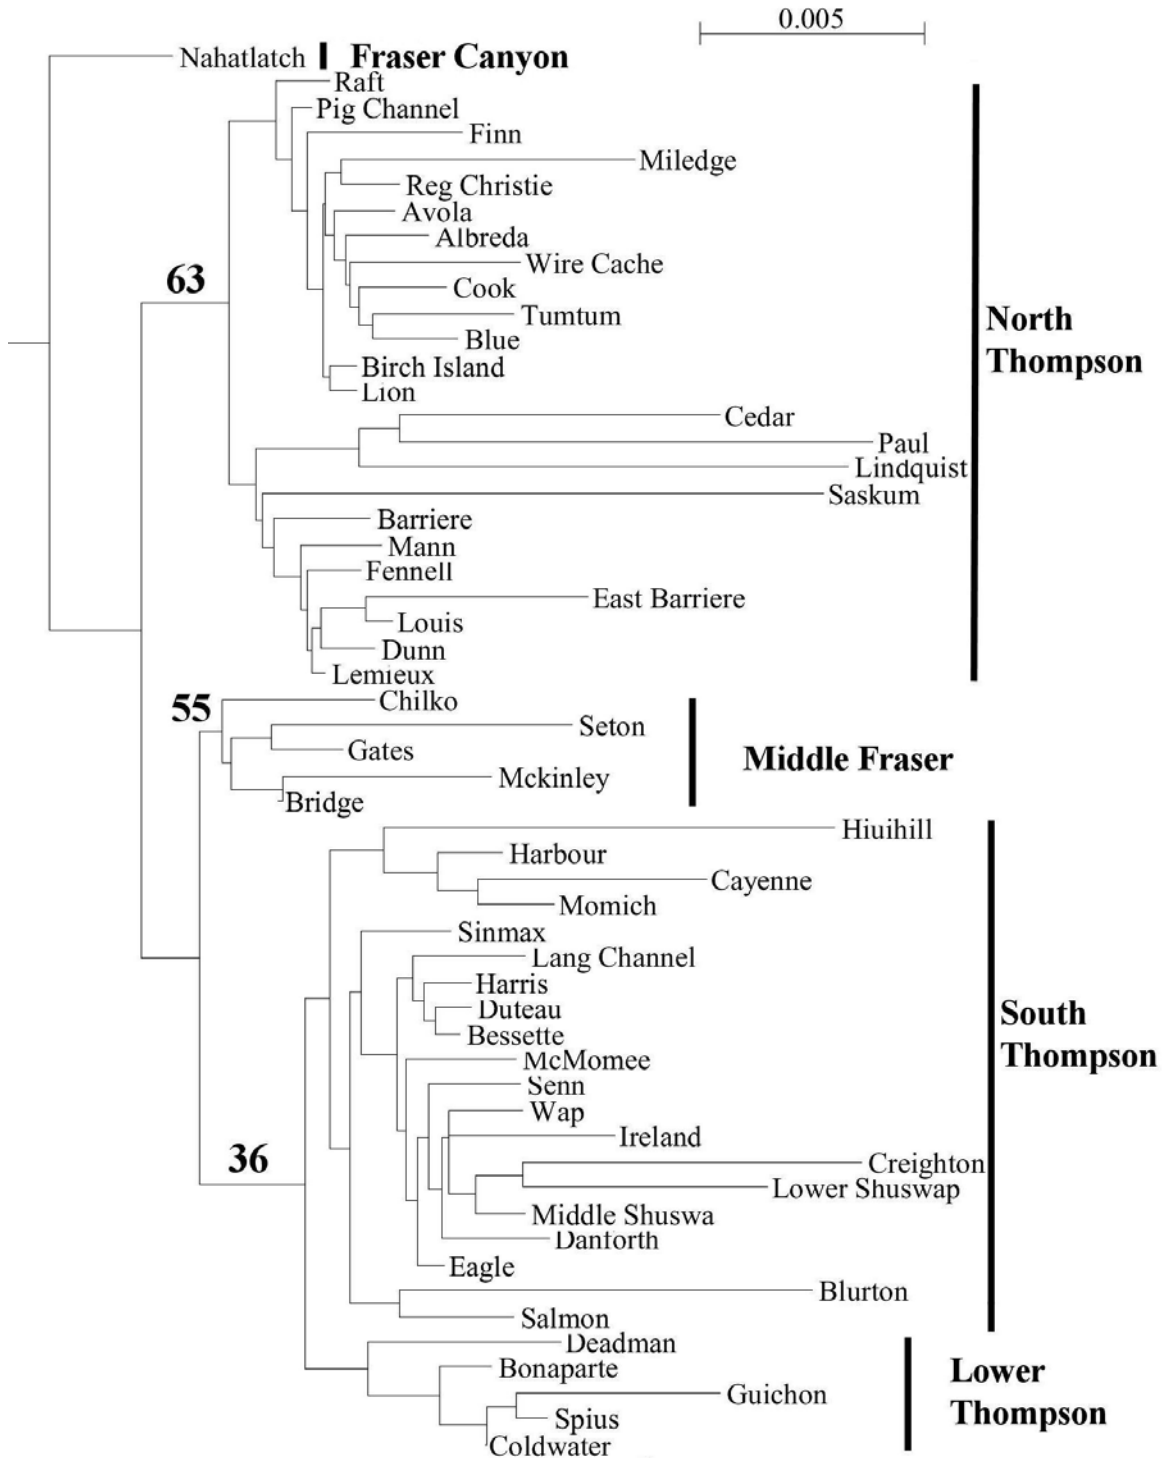 0.005
Nahatlatch
Fraser Canyon
Raft
Pig Channel
Finn
Miledge
Reg Christie
Avola
Albreda
Wire Cache
63
Cook
Tumtum
North
Thompson
Blue
Birch Island
Lion
Cedar
Paul
Lindquist
Saskum
Barriere
Mann
Fennell
East Barriere
Louis
Dunn
Lemieux
55
Chilko
Seton
Gates
Middle Fraser
Mckinley
Bridge
Hiuihill
Harbour
Cayenne
Momich
Sinmax
Lang Channel
Harris
Duteau
South
Thompson
Bessette
McMomee
Senn
Wap
Ireland
36
Creighton
Lower Shuswap
Middle Shuswa
Danforth
Eagle
Blurton
Salmon
Deadman
Bonaparte
Lower
Thompson
Guichon
Spius
Coldwater